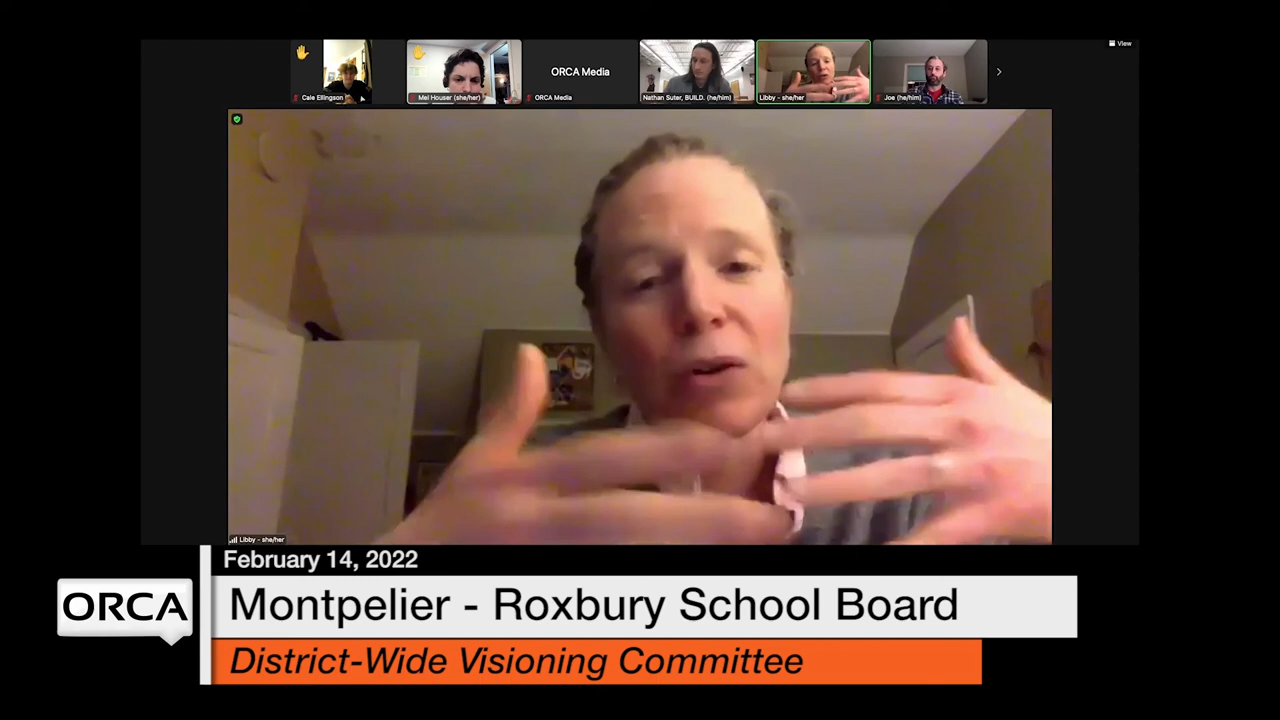 View
ORCA Media
Cale Ellingson
Mel Houser (she/her)
ORCA Media
Nathan Suter, BUILD. (he/him)
Libby - she/her
Joe (he/him)
Libby - she/her
February 14, 2022
ORCA
Montpelier - Roxbury School Board
District-Wide Visioning Committee